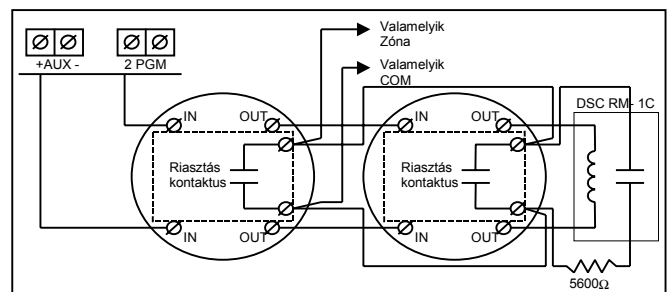 Valamelyik
Zóna
Valamelyik
COM
+AUX -
2 PGM
DSC RM- 1C
IN
OUT
IN
OUT
Riasztás
kontaktus
Riasztás
kontaktus
IN
OUT
IN
OUT
5600Ω